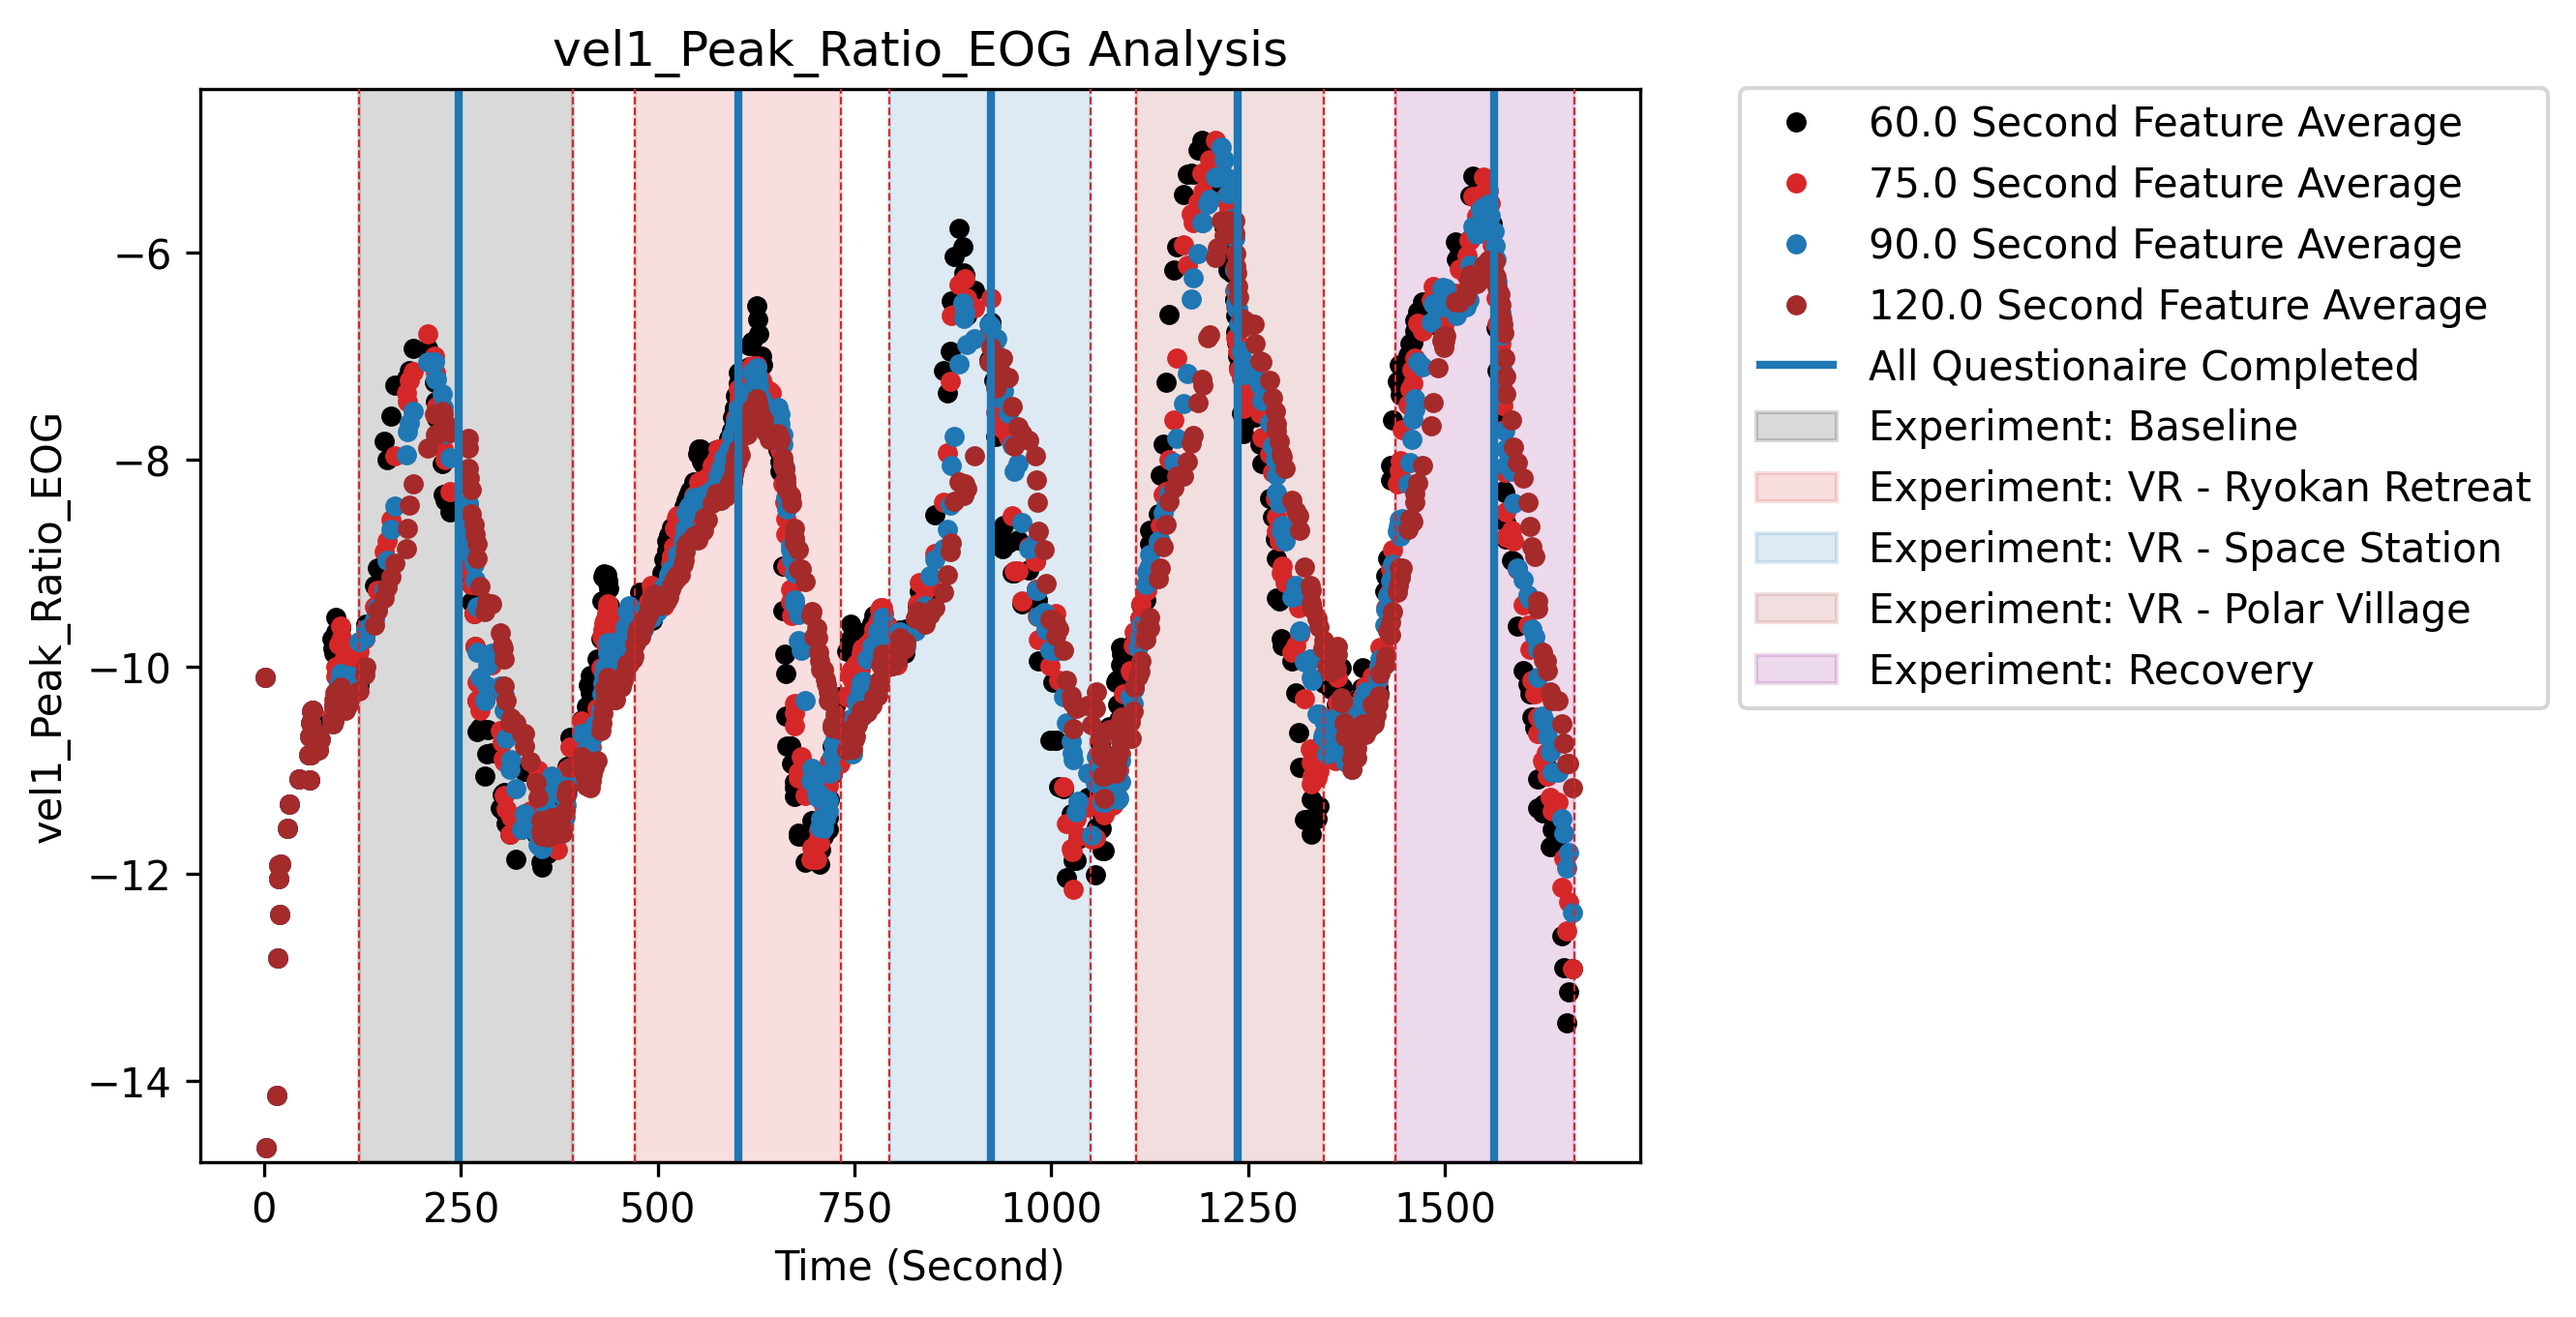 vel1_Peak_Ratio_EOG Analysis
vel1_Peak_Ratio_EOG
−6
−8
−10
−12
−14
0
250
500
750
1000
1250
1500
Time (Second)
60.0 Second Feature Average
75.0 Second Feature Average
90.0 Second Feature Average
120.0 Second Feature Average
All Questionaire Completed
Experiment: Baseline
Experiment: VR - Ryokan Retreat
Experiment: VR - Space Station
Experiment: VR - Polar Village
Experiment: Recovery